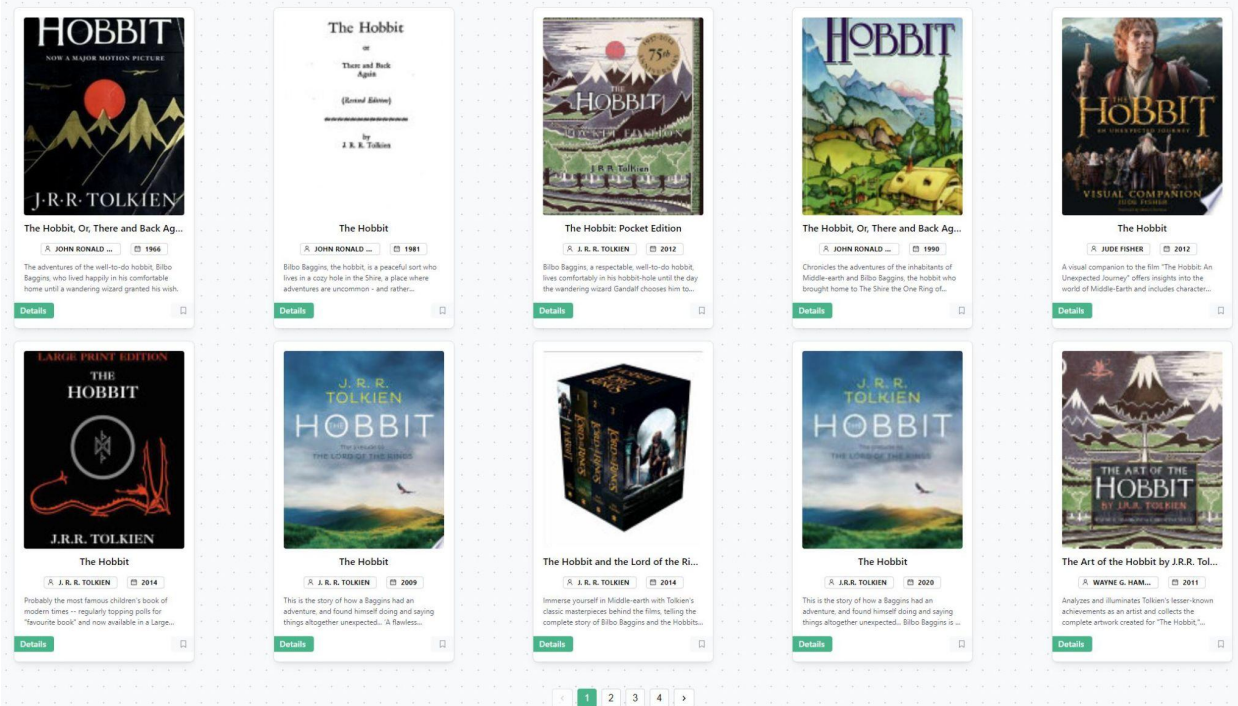 HOBBIT
NOW A MAJOR MOTION PICTURE
J·R·R·TOLKIEN
The Hobbit, Or, There and Back Ag...
JOHN RONALD ...
1966
The adventures of the well-to-do hobbit, Bilbo
Baggins, who lived happily in his comfortable
home until a wandering wizard granted his wish.
Details
The Hobbit
or
There and Back
Again
(Revised Edition)
by
J. R. R. Tolkien
The Hobbit
JOHN RONALD ...
1981
Bilbo Baggins, the hobbit, is a peaceful sort who
lives in a cozy hole in the Shire, a place where
adventures are uncommon - and rather...
Details
75th
ANNIVERSARY
THE
HOBBIT
POCKET EDITION
J R R Tolkien
The Hobbit: Pocket Edition
J. R. R. TOLKIEN
2012
Bilbo Baggins, a respectable, well-to-do hobbit,
lives comfortably in his hobbit-hole until the day
the wandering wizard Gandalf chooses him to...
Details
HOBBIT
The Hobbit, Or, There and Back Ag...
JOHN RONALD ...
1990
Chronicles the adventures of the inhabitants of
Middle-earth and Bilbo Baggins, the hobbit who
brought home to The Shire the One Ring of...
Details
THE
HOBBIT
AN UNEXPECTED JOURNEY
VISUAL COMPANION
JUDE FISHER
The Hobbit
JUDE FISHER
2012
A visual companion to the film "The Hobbit: An
Unexpected Journey" offers insights into the
world of Middle-Earth and includes character...
Details
LARGE PRINT EDITION
THE
HOBBIT
J.R.R. TOLKIEN
The Hobbit
J. R. R. TOLKIEN
2014
Probably the most famous children's book of
modern times -- regularly topping polls for
"favourite book" and now available in a Large...
Details
J. R. R.
TOLKIEN
THE
HOBBIT
The prelude to
THE LORD OF THE RINGS
The Hobbit
J. R. R. TOLKIEN
2009
This is the story of how a Baggins had an
adventure, and found himself doing and saying
things altogether unexpected... 'A flawless...
Details
HOBBIT
1
2
3
The Hobbit and the Lord of the Ri...
J. R. R. TOLKIEN
2014
Immerse yourself in Middle-earth with Tolkien's
classic masterpieces behind the films, telling the
complete story of Bilbo Baggins and the Hobbits...
Details
J. R. R.
TOLKIEN
THE
HOBBIT
The prelude to
THE LORD OF THE RINGS
The Hobbit
J.R.R. TOLKIEN
2020
This is the story of how a Baggins had an
adventure, and found himself doing and saying
things altogether unexpected... Bilbo Baggins is ...
Details
THE ART OF THE
HOBBIT
BY J.R.R. TOLKIEN
The Art of the Hobbit by J.R.R. Tol...
WAYNE G. HAM...
2011
Analyzes and illuminates Tolkien's lesser-known
achievements as an artist and collects the
complete artwork created for "The Hobbit,"...
Details
‹ 1 2 3 4 ›